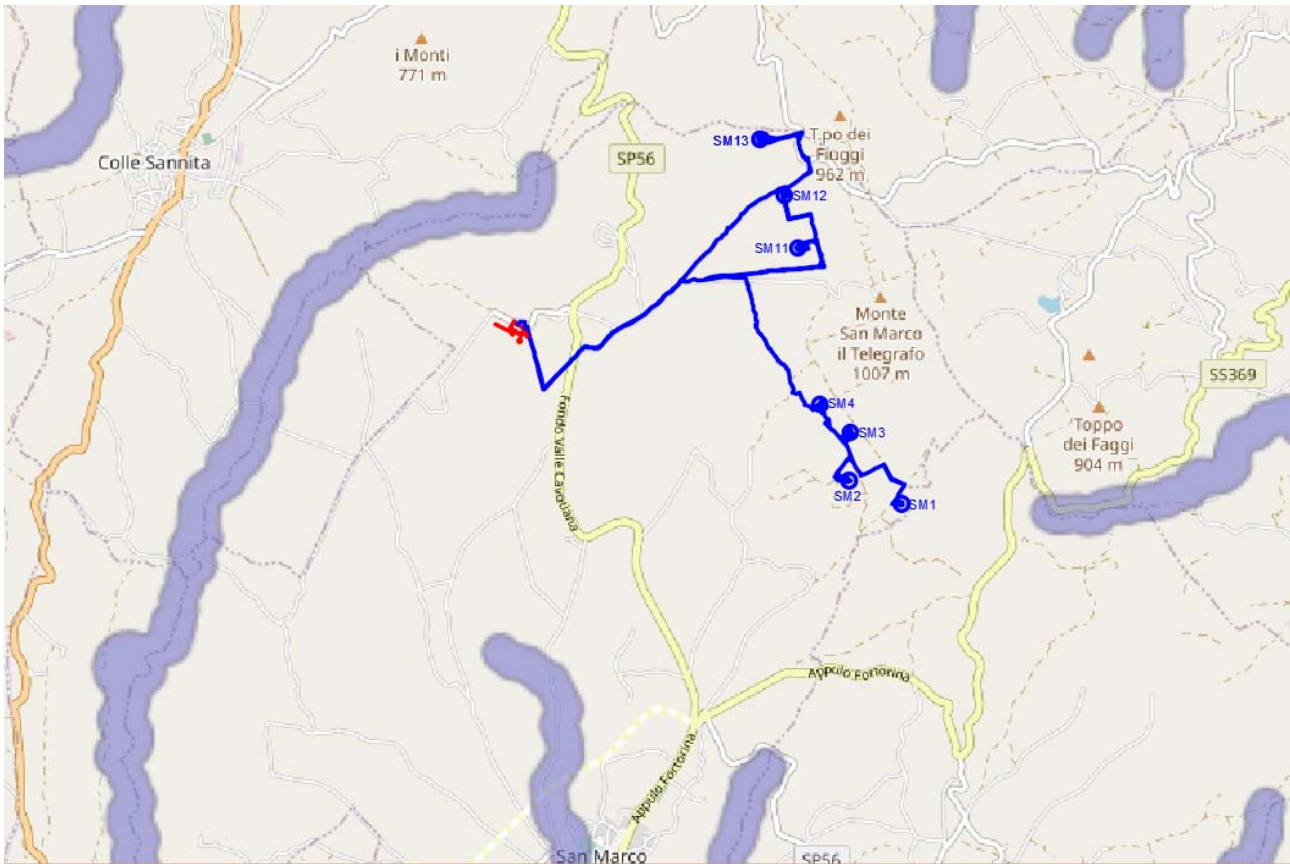 i Monti
771 m
Colle Sannita
SP56
SM13
T.po dei
Fiuggi
962 m
SM12
SM11
Monte
San Marco
il Telegrafo
1007 m
SS369
SM4
SM3
Toppo
dei Faggi
904 m
Fondo Valle Cavotiana
SM2
SM1
Appulo Fortorina
Appulo Fortorina
San Marco
SP56